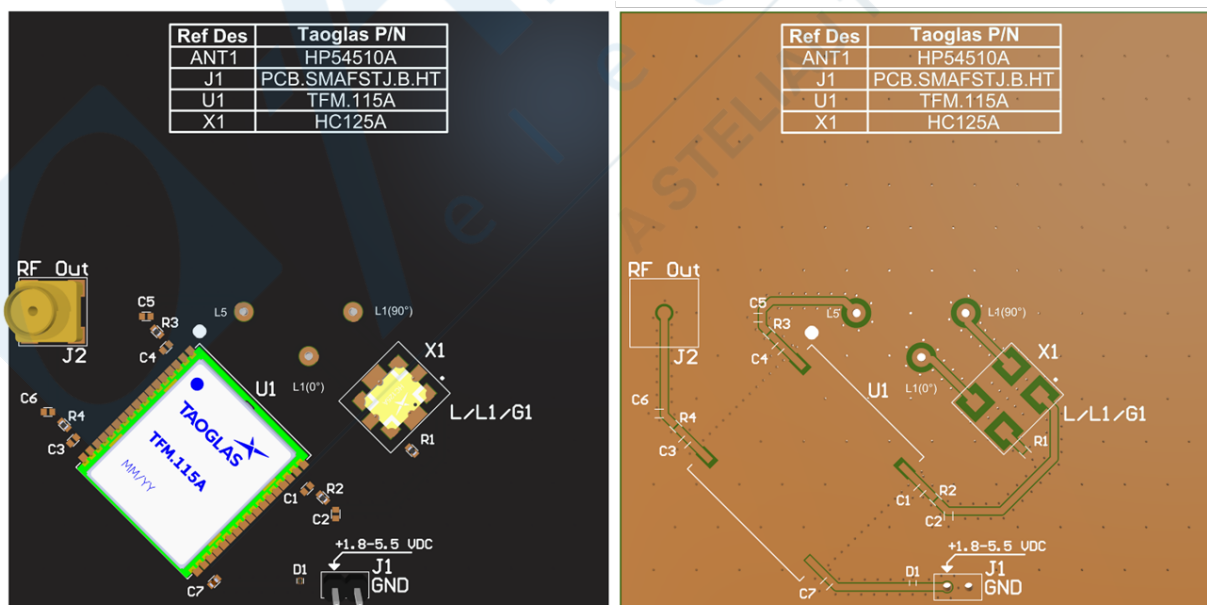 Ref Des Taoglas P/N
ANT1 HP54510A
J1 PCB.SMAFSTJ.B.HT
U1 TFM.115A
X1 HC125A
RF Out
J2
C5
R3
C4
L5
L1(90°)
L1(0°)
X1
U1
L/L1/G1
C6
R4
C3
R1
TAOGLAS
TFM.115A
MM/YY
C1
R2
C2
+1.8-5.5 VDC
D1
J1
GND
C7
Ref Des Taoglas P/N
ANT1 HP54510A
J1 PCB.SMAFSTJ.B.HT
U1 TFM.115A
X1 HC125A
A STELIA
RF Out
J2
C5
R3
C4
L5
L1(90°)
L1(0°)
X1
U1
L/L1/G1
C6
R4
C3
R1
C1
R2
C2
+1.8-5.5 VDC
D1
J1
GND
C7